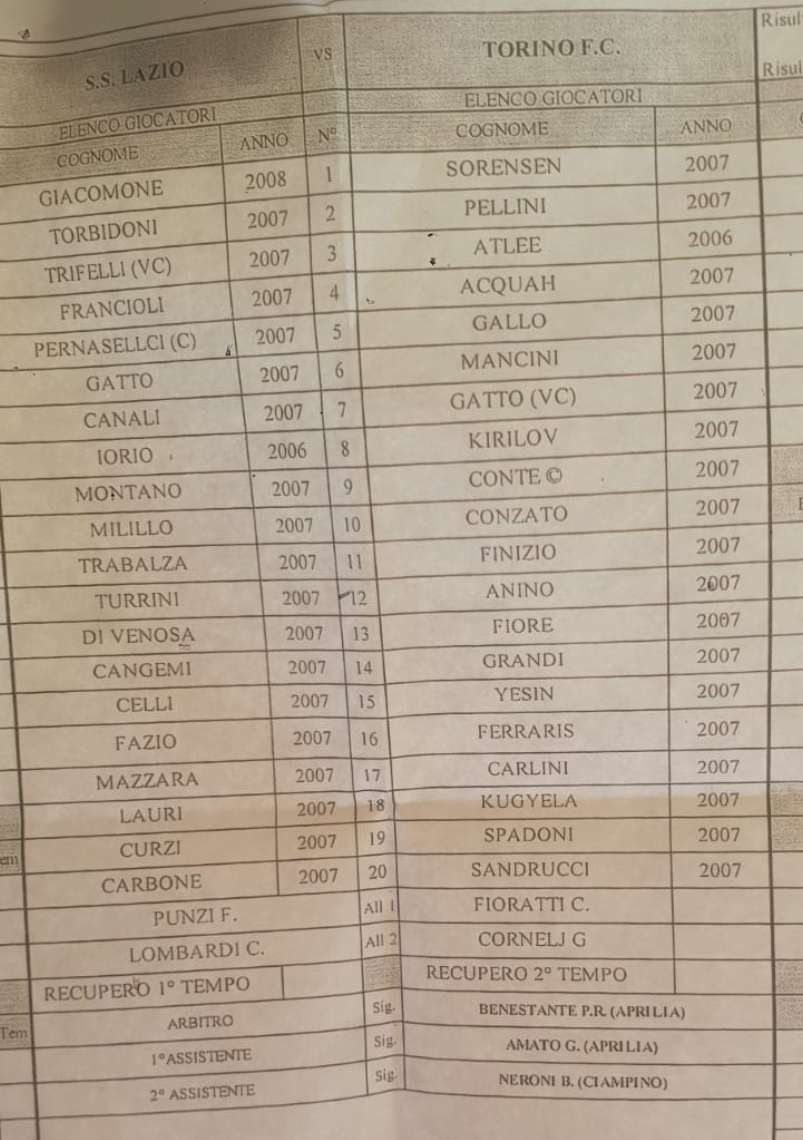 S.S. LAZIO VS TORINO F.C.
ELENCO GIOCATORI ELENCO GIOCATORI
COGNOME ANNO N° COGNOME ANNO
GIACOMONE 2008 1 SORENSEN 2007
TORBIDONI 2007 2 PELLINI 2007
TRIFELLI (VC) 2007 3 ATLEE 2006
FRANCIOLI 2007 4 ACQUAH 2007
PERNASELLCI (C) 2007 5 GALLO 2007
GATTO 2007 6 MANCINI 2007
CANALI 2007 7 GATTO (VC) 2007
IORIO 2006 8 KIRILOV 2007
MONTANO 2007 9 CONTE © 2007
MILILLO 2007 10 CONZATO 2007
TRABALZA 2007 11 FINIZIO 2007
TURRINI 2007 12 ANINO 2007
DI VENOSA 2007 13 FIORE 2007
CANGEMI 2007 14 GRANDI 2007
CELLI 2007 15 YESIN 2007
FAZIO 2007 16 FERRARIS 2007
MAZZARA 2007 17 CARLINI 2007
LAURI 2007 18 KUGYELA 2007
CURZI 2007 19 SPADONI 2007
CARBONE 2007 20 SANDRUCCI 2007
PUNZI F. All 1 FIORATTI C.
LOMBARDI C. All 2 CORNELJ G
RECUPERO 1° TEMPO RECUPERO 2° TEMPO
ARBITRO Sig. BENESTANTE P.R. (APRILIA)
1°ASSISTENTE Sig. AMATO G. (APRILIA)
2° ASSISTENTE Sig. NERONI B. (CIAMPINO)